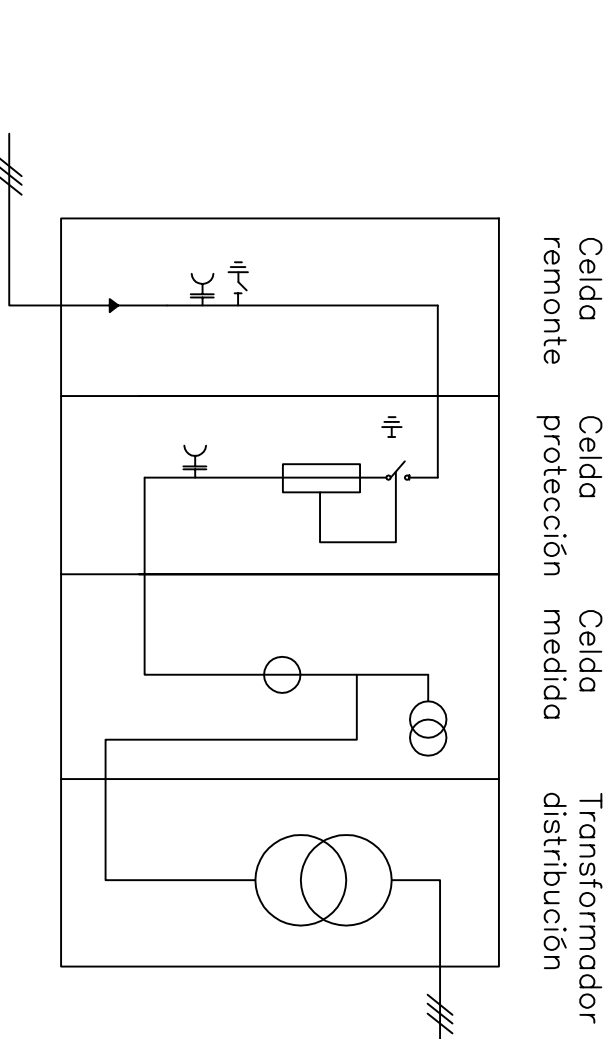 Celda
remonte
Celda
protección
Celda
medida
Transformador
distribución